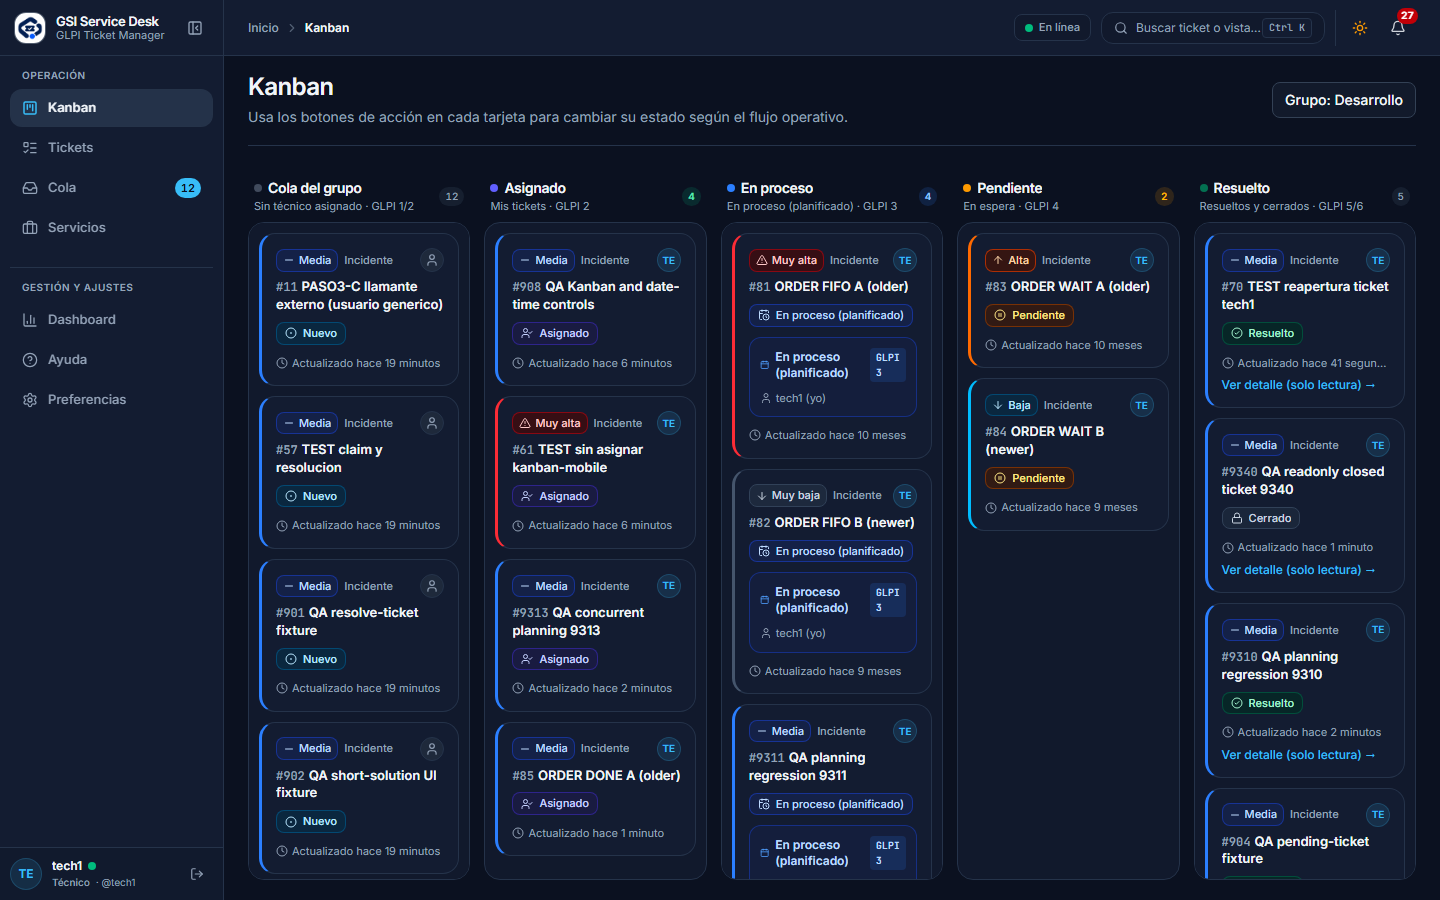 GSI Service Desk
GLPI Ticket Manager
OPERACIÓN
Kanban
Tickets
Cola
12
Servicios
GESTIÓN Y AJUSTES
Dashboard
Ayuda
Preferencias
TE
tech1
Técnico · @tech1
Inicio > Kanban
En línea
Buscar ticket o vista... Ctrl K
27
Kanban
Usa los botones de acción en cada tarjeta para cambiar su estado según el flujo operativo.
Grupo: Desarrollo
Cola del grupo
Sin técnico asignado · GLPI 1/2
12
Media Incidente
#11 PASO3-C llamante
externo (usuario generico)
Nuevo
Actualizado hace 19 minutos
Media Incidente
#57 TEST claim y
resolucion
Nuevo
Actualizado hace 19 minutos
Media Incidente
#901 QA resolve-ticket
fixture
Nuevo
Actualizado hace 19 minutos
Media Incidente
#902 QA short-solution UI
fixture
Nuevo
Actualizado hace 19 minutos
Asignado
Mis tickets · GLPI 2
4
Media Incidente TE
#908 QA Kanban and date-
time controls
Asignado
Actualizado hace 6 minutos
Muy alta Incidente TE
#61 TEST sin asignar
kanban-mobile
Asignado
Actualizado hace 6 minutos
Media Incidente TE
#9313 QA concurrent
planning 9313
Asignado
Actualizado hace 2 minutos
Media Incidente TE
#85 ORDER DONE A (older)
Asignado
Actualizado hace 1 minuto
En proceso
En proceso (planificado) · GLPI 3
4
Muy alta Incidente TE
#81 ORDER FIFO A (older)
En proceso (planificado)
En proceso
(planificado)
GLPI
3
tech1 (yo)
Actualizado hace 10 meses
Muy baja Incidente TE
#82 ORDER FIFO B (newer)
En proceso (planificado)
En proceso
(planificado)
GLPI
3
tech1 (yo)
Actualizado hace 9 meses
Media Incidente TE
#9311 QA planning
regression 9311
En proceso (planificado)
En proceso
(planificado)
GLPI
3
Pendiente
En espera · GLPI 4
2
Alta Incidente TE
#83 ORDER WAIT A (older)
Pendiente
Actualizado hace 10 meses
Baja Incidente TE
#84 ORDER WAIT B
(newer)
Pendiente
Actualizado hace 9 meses
Resuelto
Resueltos y cerrados · GLPI 5/6
5
Media Incidente TE
#70 TEST reapertura ticket
tech1
Resuelto
Actualizado hace 41 segun...
Ver detalle (solo lectura) →
Media Incidente TE
#9340 QA readonly closed
ticket 9340
Cerrado
Actualizado hace 1 minuto
Ver detalle (solo lectura) →
Media Incidente TE
#9310 QA planning
regression 9310
Resuelto
Actualizado hace 2 minutos
Ver detalle (solo lectura) →
Media Incidente TE
#904 QA pending-ticket
fixture